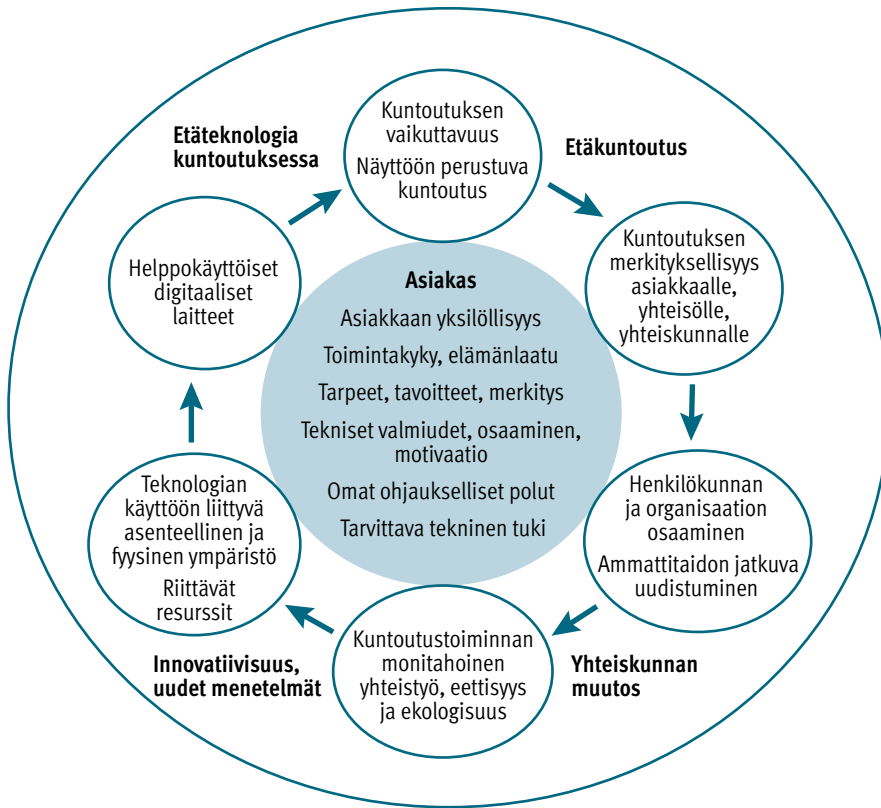 Kuntoutuksen
vaikuttavuus
Näyttöön perustuva
kuntoutus
Etäteknologia
kuntoutuksessa
Etäkuntoutus
Kuntoutuksen
merkityksellisyys
asiakkaalle,
yhteisölle,
yhteiskunnalle
Helppokäyttöiset
digitaaliset
laitteet
Asiakas
Asiakkaan yksilöllisyys
Toimintakyky, elämänlaatu
Tarpeet, tavoitteet, merkitys
Tekniset valmiudet, osaaminen,
motivaatio
Omat ohjaukselliset polut
Tarvittava tekninen tuki
Henkilökunnan
ja organisaation
osaaminen
Ammattitaidon jatkuva
uudistuminen
Teknologian
käyttöön liittyvä
asenteellinen ja
fyysinen ympäristö
Riittävät
resurssit
Kuntoutustoiminnan
monitahoinen
yhteistyö, eettisyys
ja ekologisuus
Innovatiivisuus,
uudet menetelmät
Yhteiskunnan
muutos